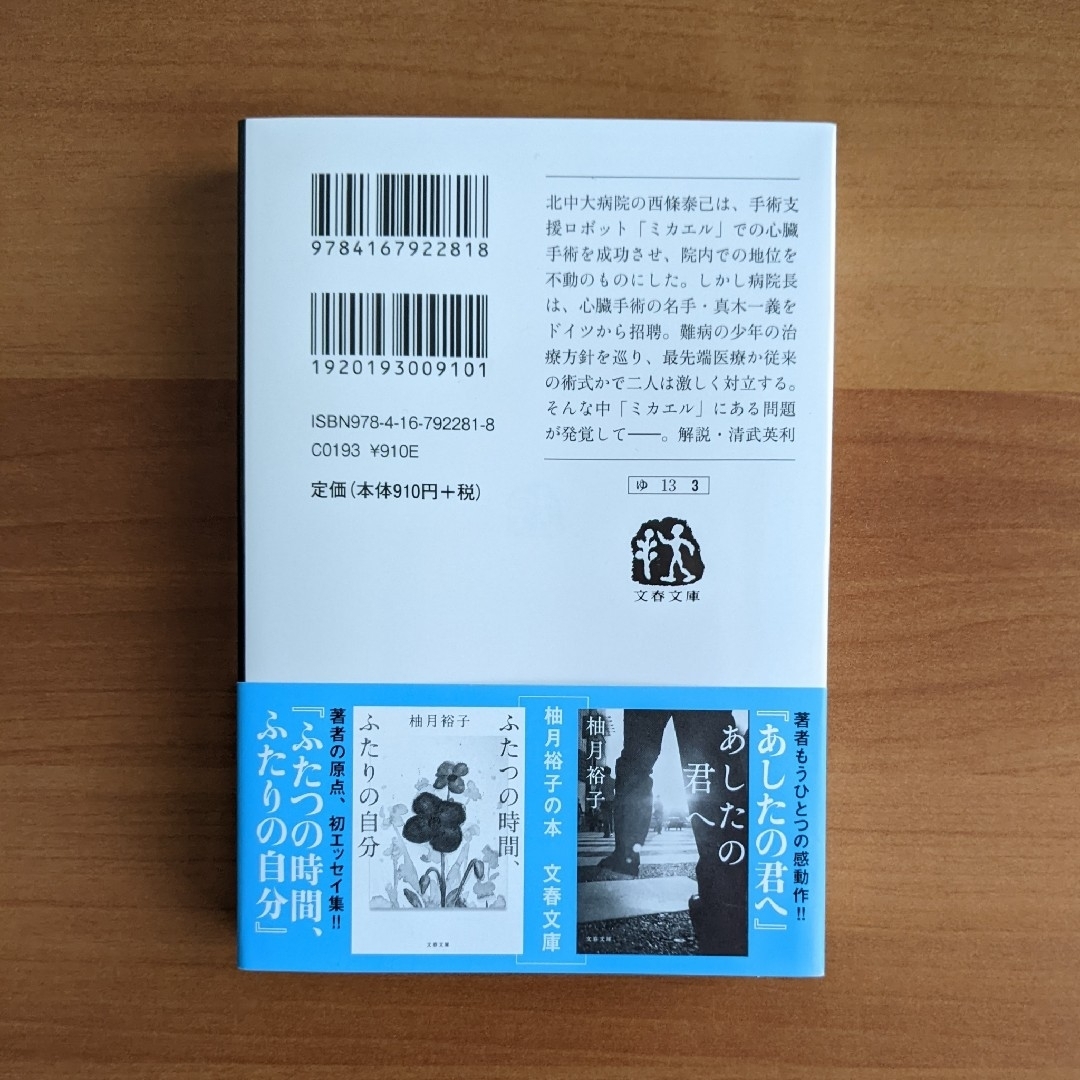 9784167922818
1920193009101
ISBN978-4-16-792281-8
C0193 ¥910E
定価(本体910円+税)
北中大病院の西條泰己は、手術支
援ロボット「ミカエル」での心臓
手術を成功させ、院内での地位を
不動のものにした。しかし病院長
は、心臓手術の名手・真木一義を
ドイツから招聘。難病の少年の治
療方針を巡り、最先端医療か従来
の術式かで二人は激しく対立する。
そんな中「ミカエル」にある問題
が発覚して――。解説・清武英利
ゆ 13 3
文春文庫
著者もうひとつの感動作!!
『あしたの君へ』
あしたの
君へ
柚月裕子
文春文庫
柚月裕子の本 文春文庫
ふたつの時間、
ふたりの自分
柚月裕子
文春文庫
著者の原点、初エッセイ集!!
『ふたつの時間、
ふたりの自分』